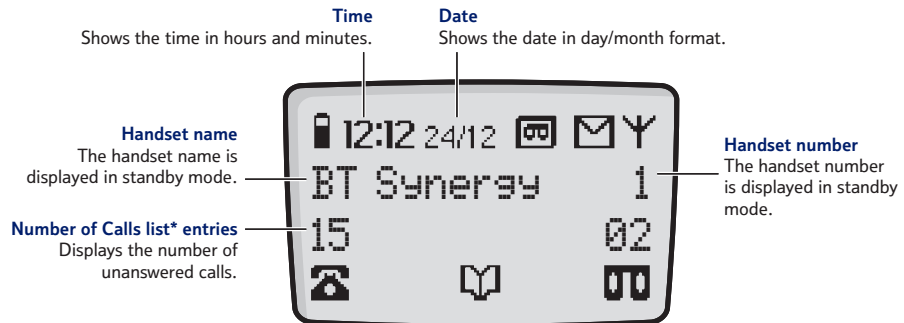 Time
Shows the time in hours and minutes.
Date
Shows the date in day/month format.
12:12 24/12
Handset name
The handset name is
displayed in standby mode.
BT Synergy 1
Handset number
The handset number
is displayed in standby
mode.
Number of Calls list* entries
Displays the number of
unanswered calls.
15 02